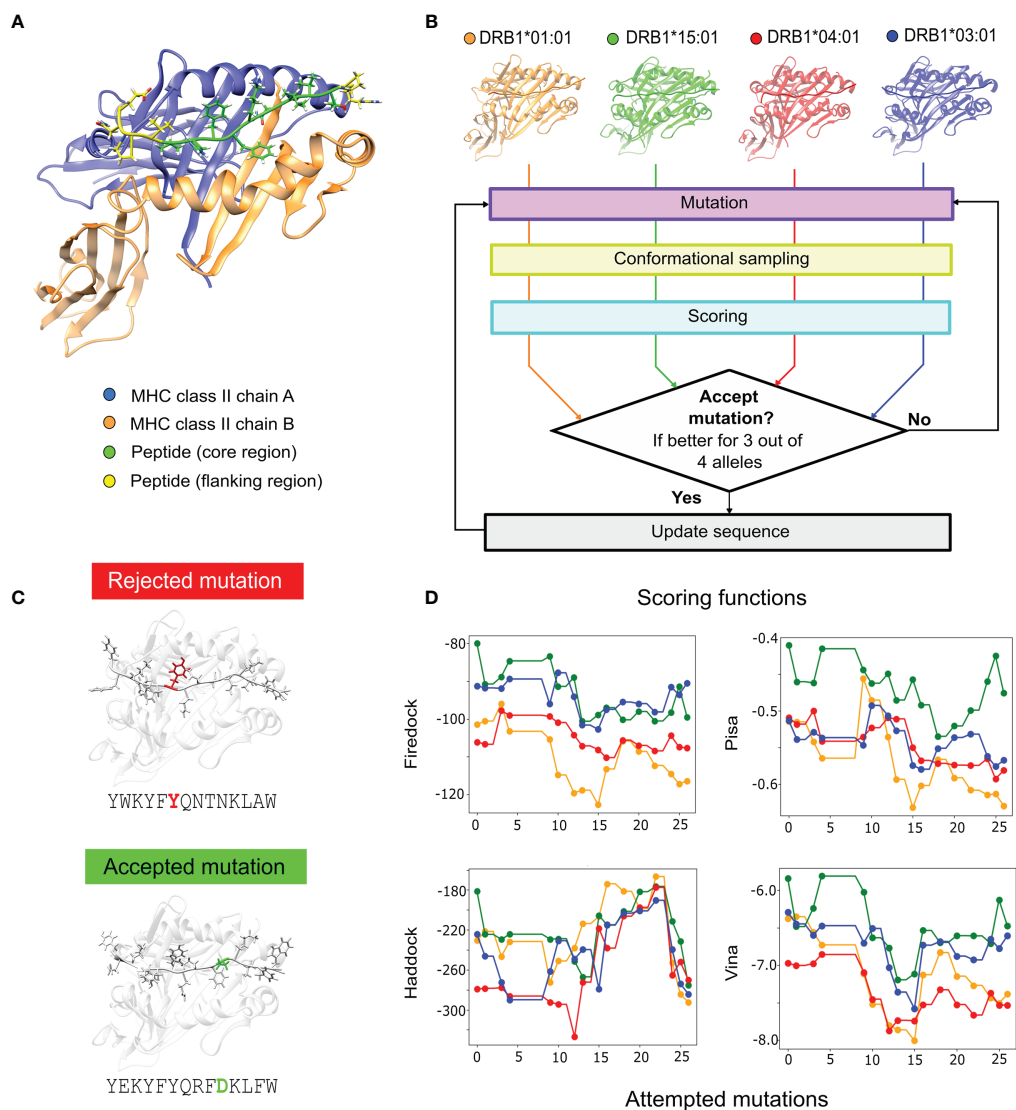 A
MHC class II chain A
MHC class II chain B
Peptide (core region)
Peptide (flanking region)
B
DRB1*01:01 DRB1*15:01 DRB1*04:01 DRB1*03:01
Mutation
Conformational sampling
Scoring
Accept
mutation?
If better for 3 out of
4 alleles
No
Yes
Update sequence
C
Rejected mutation
YWKYFYQNTNKLAW
Accepted mutation
YEKYFYQRFDKLFW
D
Scoring functions
Firedock
-80
-100
-120
0 5 10 15 20 25
Pisa
-0.4
-0.5
-0.6
0 5 10 15 20 25
Haddock
-180
-220
-260
-300
0 5 10 15 20 25
Vina
-6.0
-7.0
-8.0
0 5 10 15 20 25
Attempted mutations